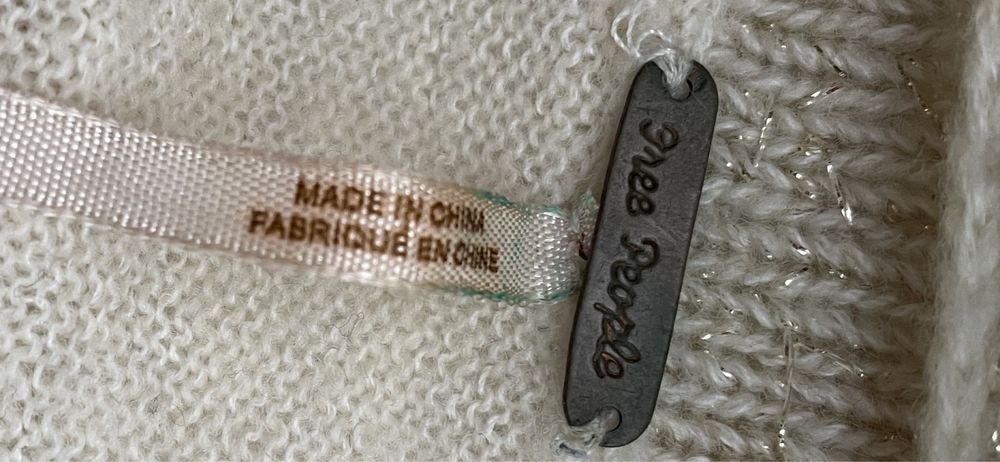 MADE IN CHINA
FABRIQUE EN CHINE
Free People